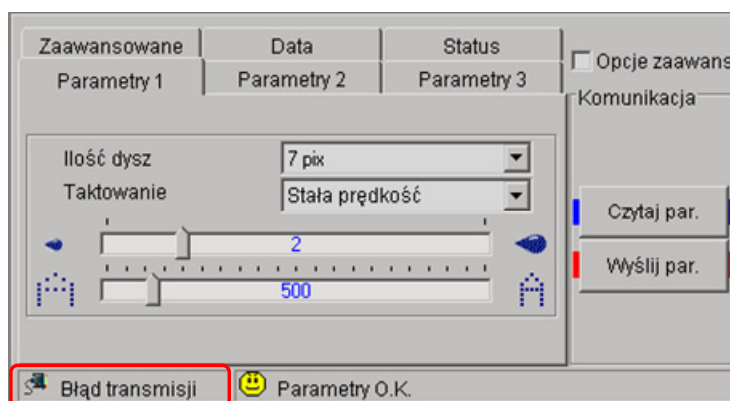 Zaawansowane Data Status
Opcje zaawans
Parametry 1 Parametry 2 Parametry 3
Komunikacja
Ilość dysz 7 pix
Taktowanie Stała prędkość
Czytaj par.
2
Wyślij par.
500
Błąd transmisji Parametry O.K.